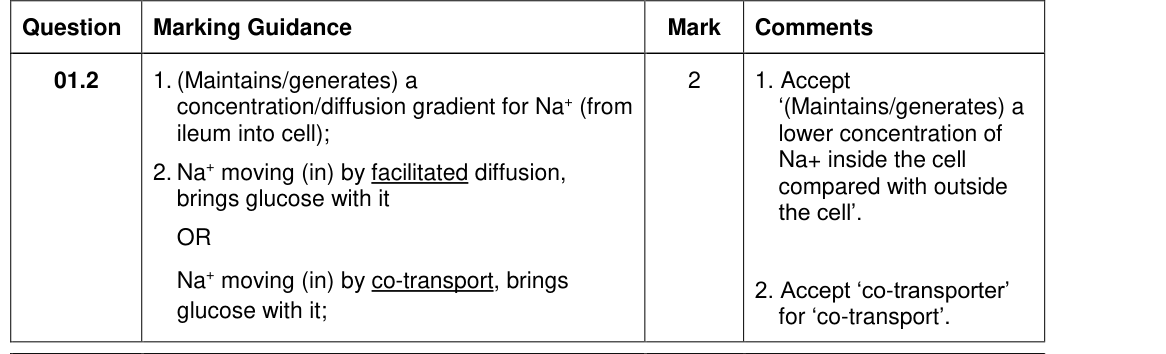 Question Marking Guidance Mark Comments
01.2
1. (Maintains/generates) a
concentration/diffusion gradient for Na⁺ (from
ileum into cell);
2. Na⁺ moving (in) by facilitated diffusion,
brings glucose with it
OR
Na⁺ moving (in) by co-transport, brings
glucose with it;
2
1. Accept
‘(Maintains/generates) a
lower concentration of
Na+ inside the cell
compared with outside
the cell’.
2. Accept ‘co-transporter’
for ‘co-transport’.